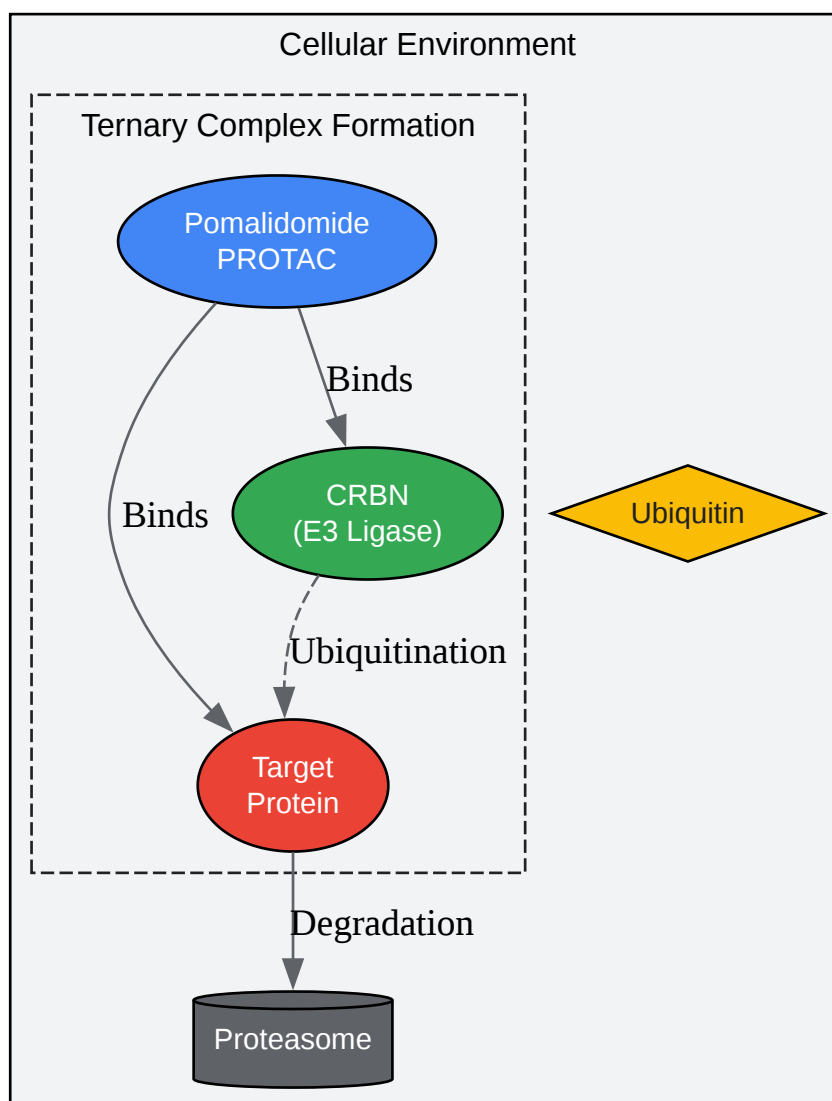 Cellular Environment
Ternary Complex Formation
Pomalidomide
PROTAC
Binds
Binds
CRBN
(E3 Ligase)
Ubiquitin
Ubiquitination
Target
Protein
Degradation
Proteasome